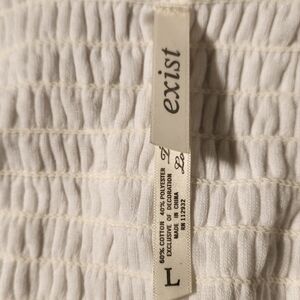 exist
60% COTTON 40% POLYESTER
EXCLUSIVE OF DECORATION
MADE IN CHINA
RN 112932
L